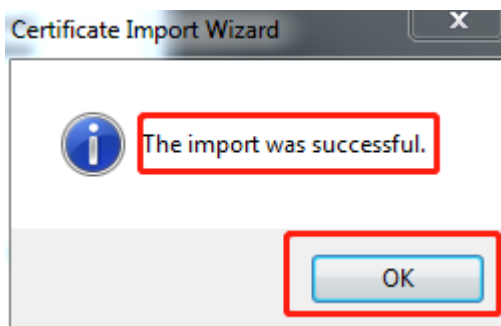 Certificate Import Wizard
x
The import was successful.
OK